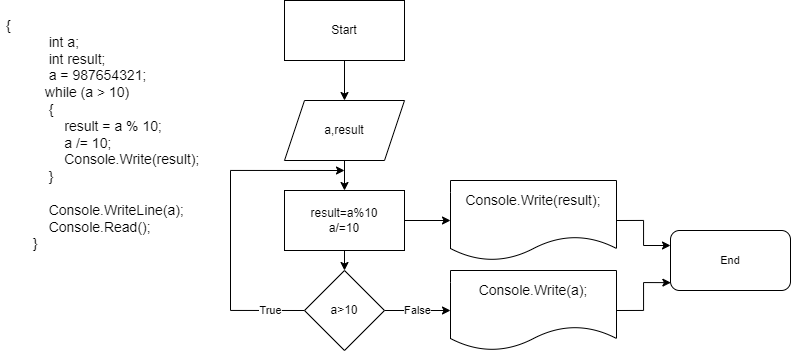 {
int a;
int result;
a = 987654321;
while (a > 10)
{
result = a % 10;
a /= 10;
Console.Write(result);
}
Console.WriteLine(a);
Console.Read();
}
Start
a,result
result=a%10
a/=10
Console.Write(result);
a>10
True
False
Console.Write(a);
End